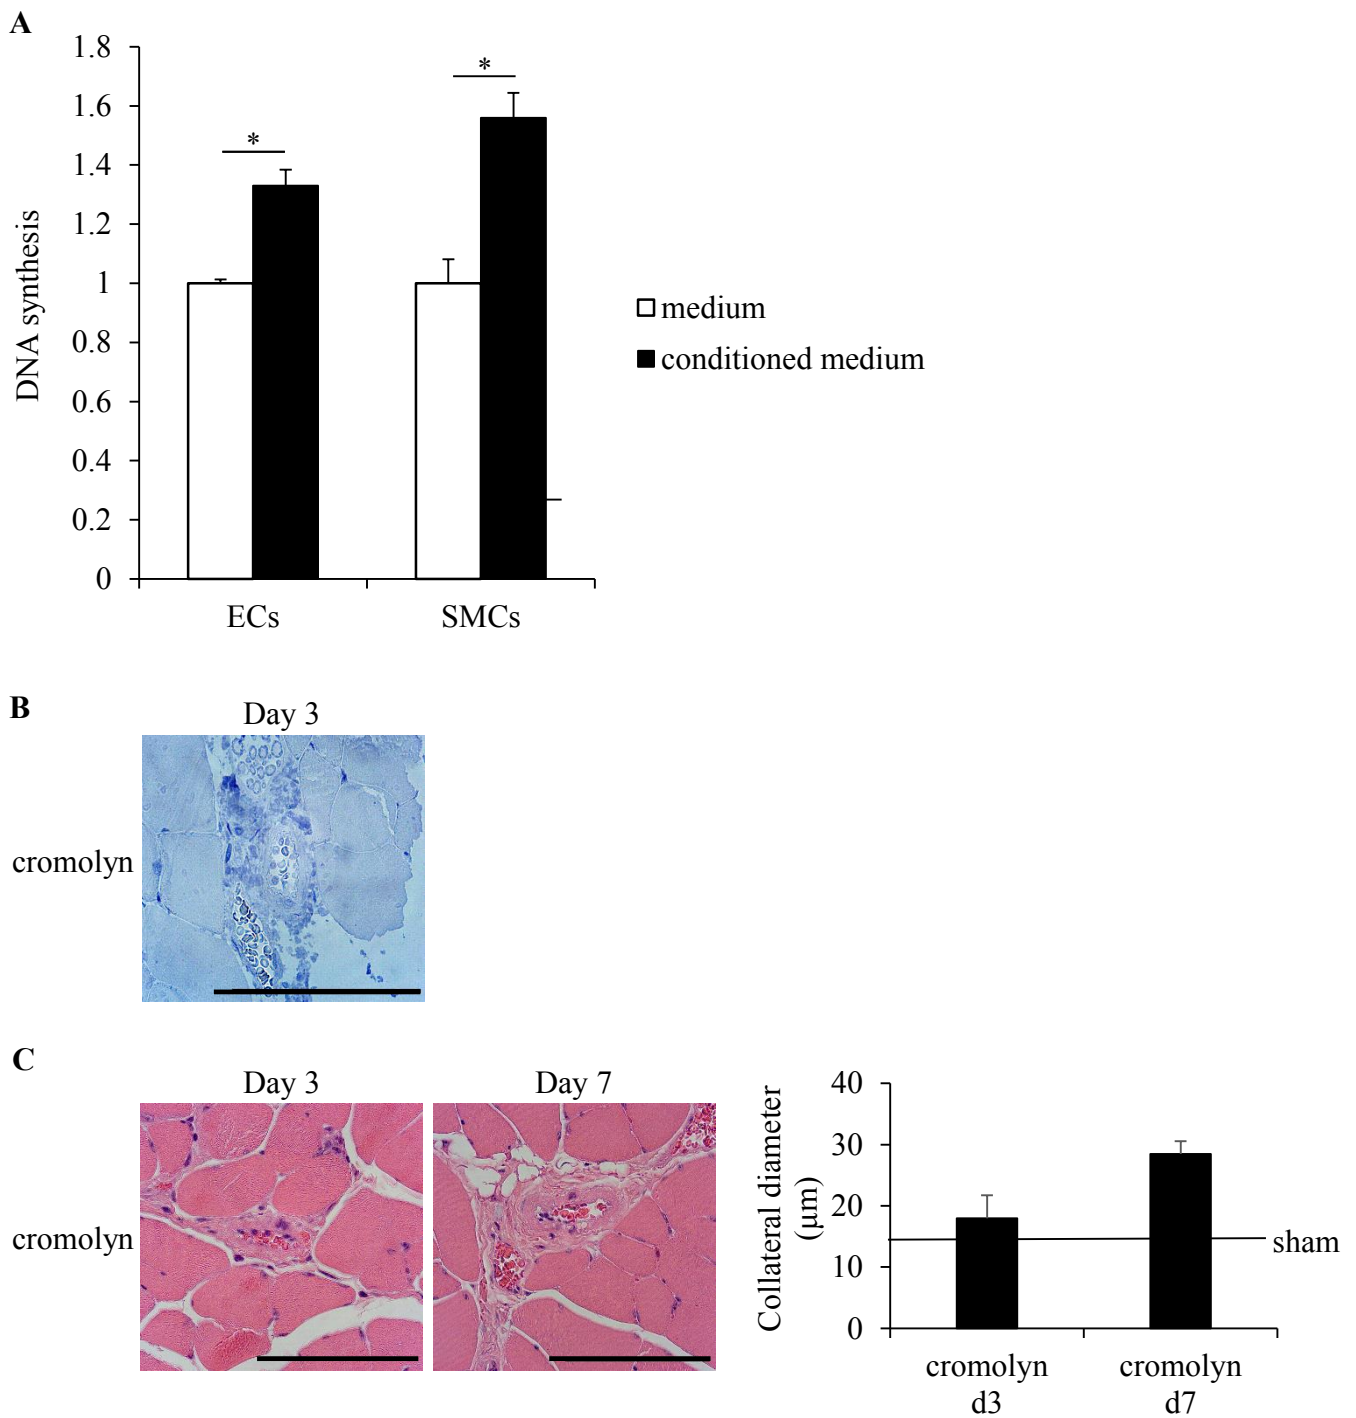 A
1.8
1.6
1.4
1.2
1
0.8
0.6
0.4
0.2
0
DNA synthesis
*
*
ECs
SMCs
medium
conditioned medium
B
Day 3
cromolyn
C
Day 3
Day 7
cromolyn
Collateral diameter
(µm)
40
30
20
10
0
sham
cromolyn
d3
cromolyn
d7